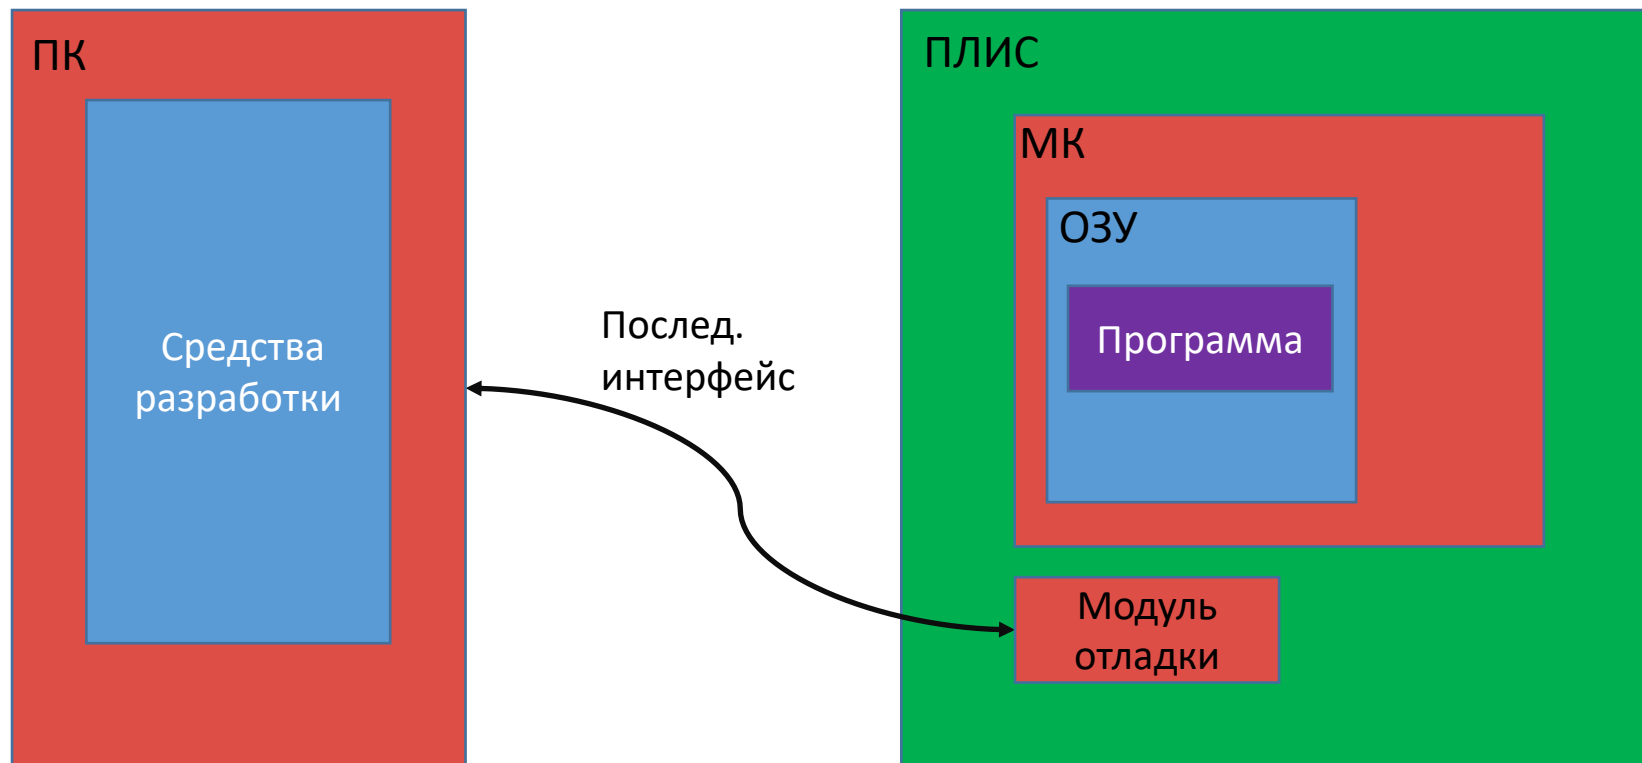 ПК
Средства
разработки
Послед.
интерфейс
ПЛИС
МК
ОЗУ
Программа
Модуль
отладки